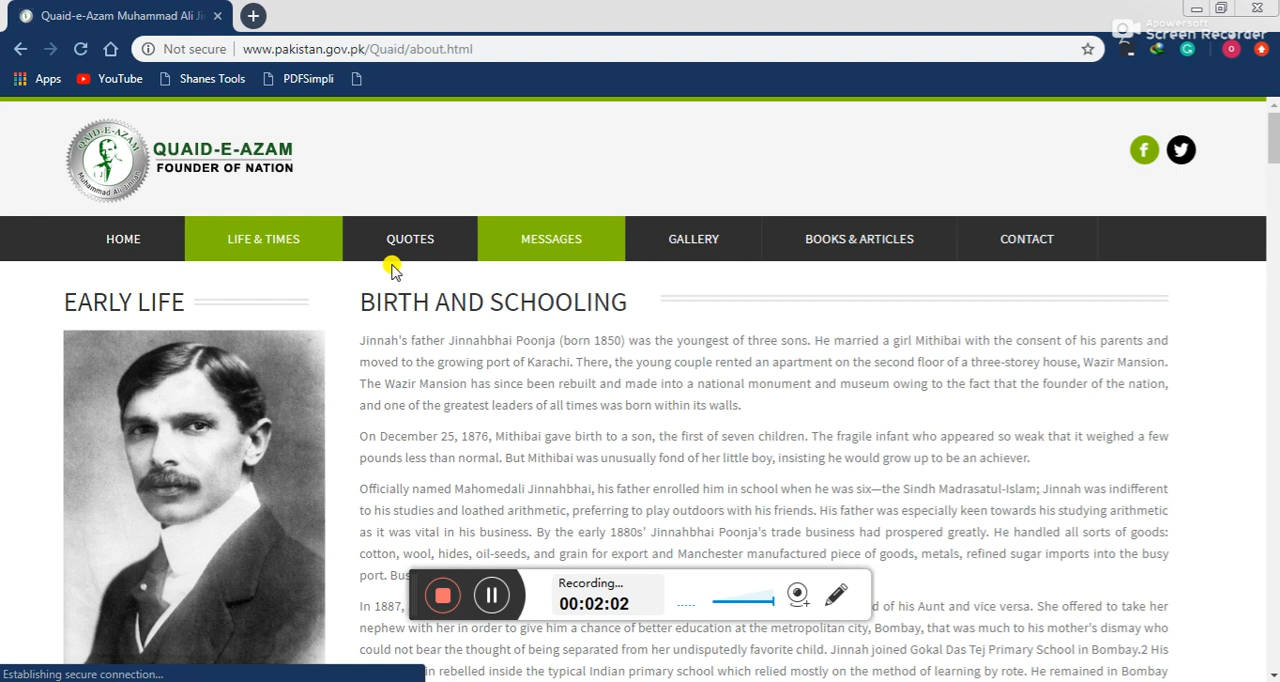 Quaid-e-Azam Muhammad Ali Ji
Apowersoft
Screen Recorder
Not secure | www.pakistan.gov.pk/Quaid/about.html
Apps YouTube Shanes Tools PDFSimpli
QAID-E-AZAM
Muhammad Ali Jinnah
QUAID-E-AZAM
FOUNDER OF NATION
HOME LIFE & TIMES QUOTES MESSAGES GALLERY BOOKS & ARTICLES CONTACT
EARLY LIFE
BIRTH AND SCHOOLING
Jinnah's father Jinnahbhai Poonja (born 1850) was the youngest of three sons. He married a girl Mithibai with the consent of his parents and
moved to the growing port of Karachi. There, the young couple rented an apartment on the second floor of a three-storey house, Wazir Mansion.
The Wazir Mansion has since been rebuilt and made into a national monument and museum owing to the fact that the founder of the nation,
and one of the greatest leaders of all times was born within its walls.
On December 25, 1876, Mithibai gave birth to a son, the first of seven children. The fragile infant who appeared so weak that it weighed a few
pounds less than normal. But Mithibai was unusually fond of her little boy, insisting he would grow up to be an achiever.
Officially named Mahomedali Jinnahbhai, his father enrolled him in school when he was six—the Sindh Madrasatul-Islam; Jinnah was indifferent
to his studies and loathed arithmetic, preferring to play outdoors with his friends. His father was especially keen towards his studying arithmetic
as it was vital in his business. By the early 1880s' Jinnahbhai Poonja's trade business had prospered greatly. He handled all sorts of goods:
cotton, wool, hides, oil-seeds, and grain for export and Manchester manufactured piece of goods, metals, refined sugar imports into the busy
port. Bus
In 1887, d of his Aunt and vice versa. She offered to take her
nephew with her in order to give him a chance of better education at the metropolitan city, Bombay, that was much to his mother's dismay who
could not bear the thought of being separated from her undisputedly favorite child. Jinnah joined Gokal Das Tej Primary School in Bombay.2 His
in rebelled inside the typical Indian primary school which relied mostly on the method of learning by rote. He remained in Bombay
Recording...
00:02:02
Establishing secure connection...